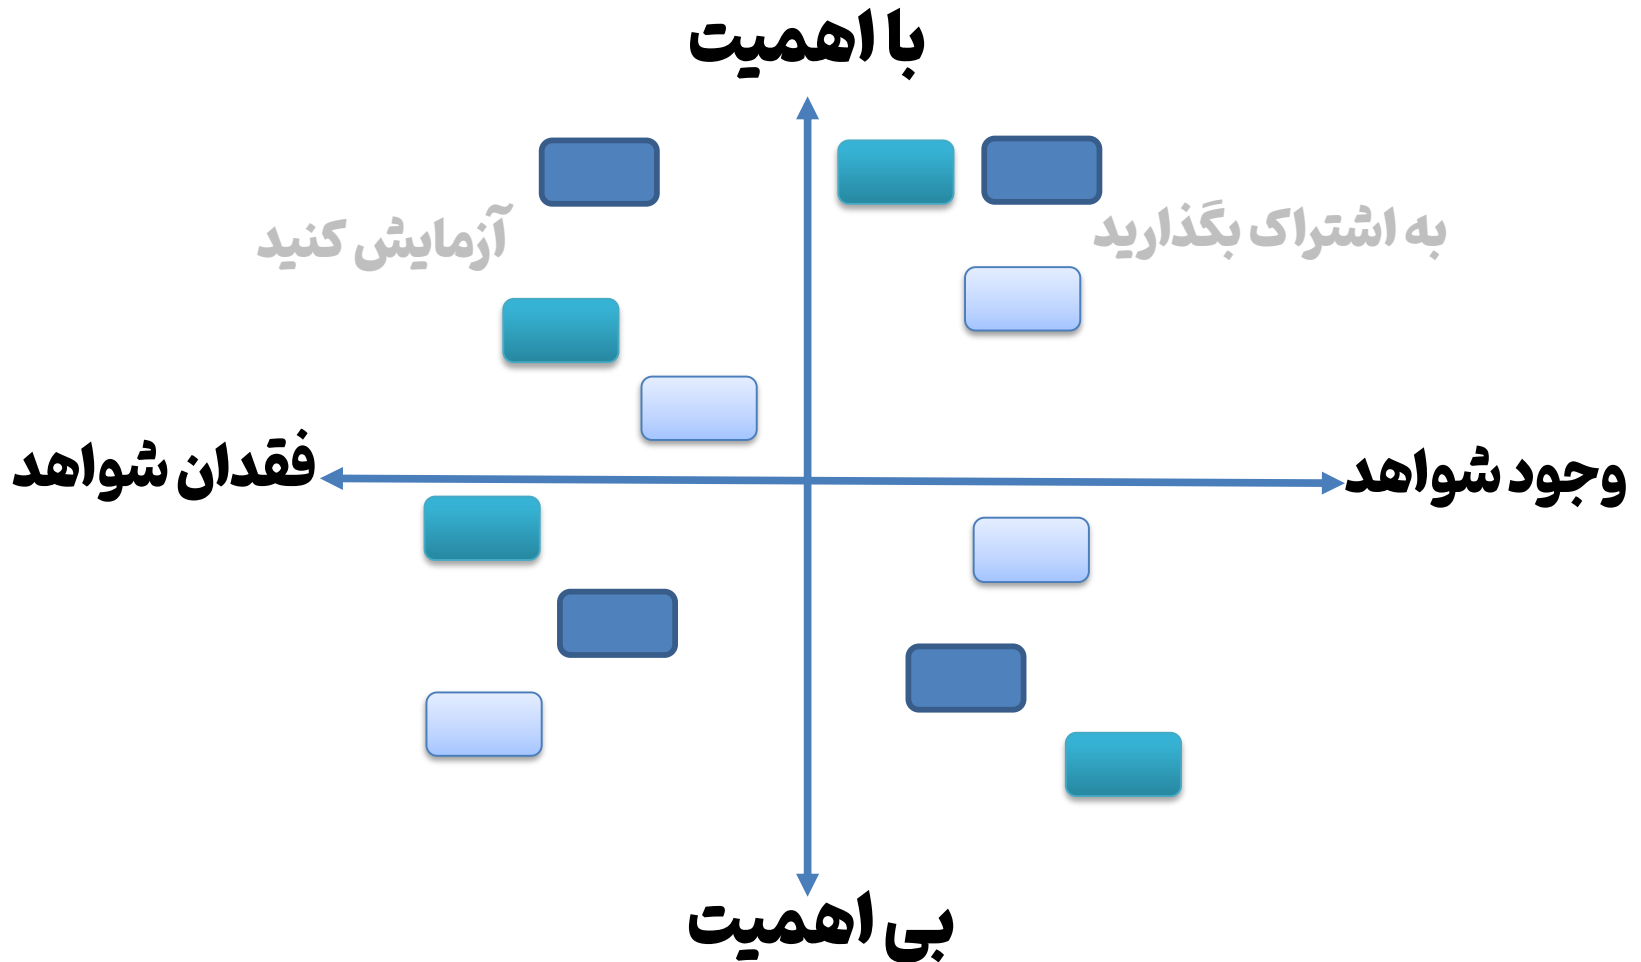 با اهمیت
به اشتراک بگذارید
آزمایش کنید
وجود شواهد
فقدان شواهد
بی اهمیت